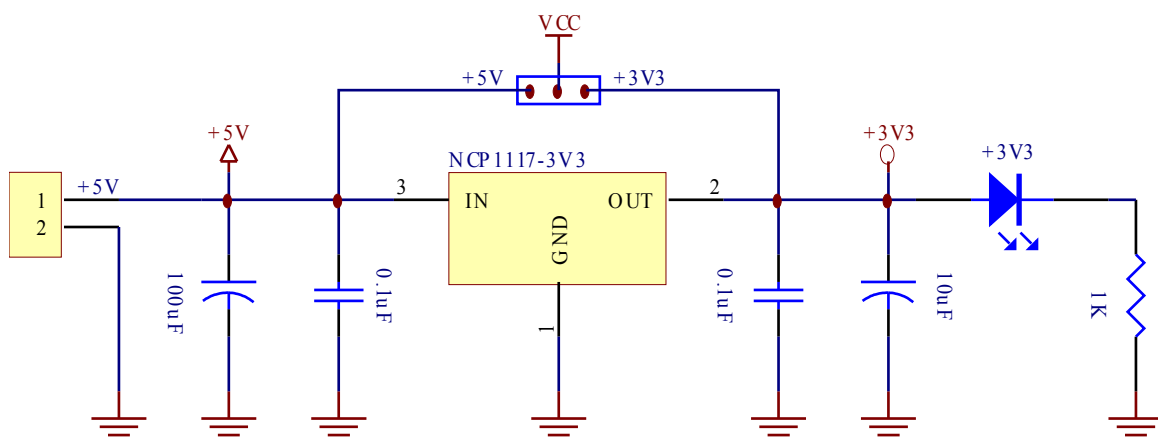 VCC
+5V
+3V3
+5V
+3V3
NCP1117-3V3
+3V3
+5V
1
2
3
IN
OUT
2
GND
1
100uF
0.1uF
0.1uF
10uF
1K